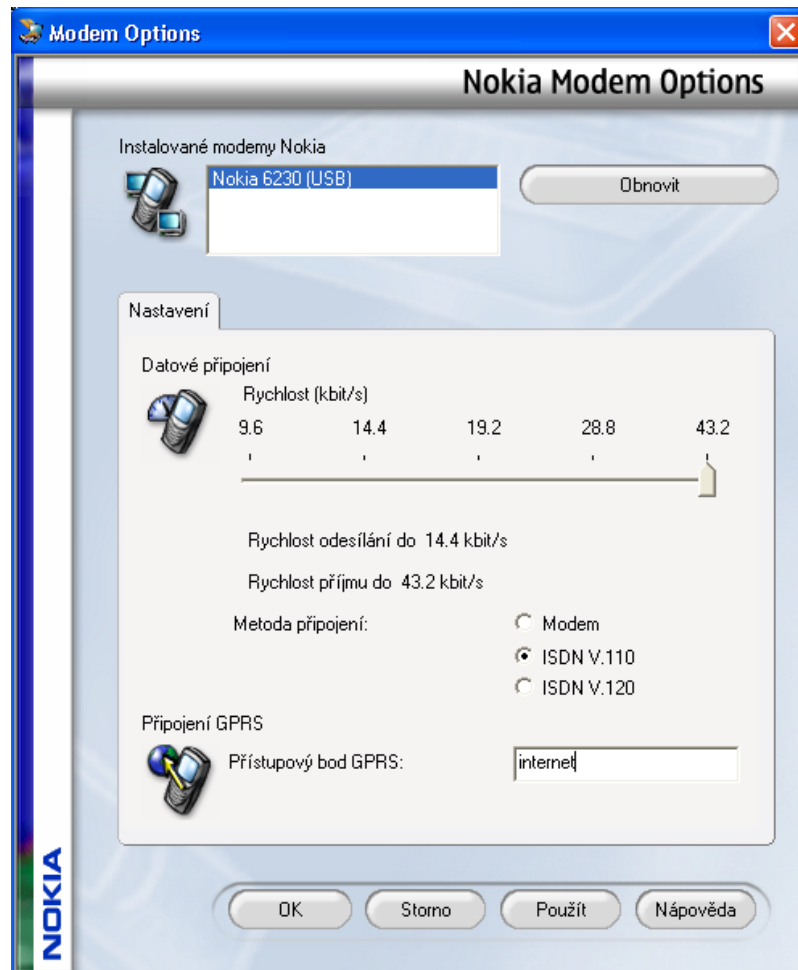 Modem Options
Nokia Modem Options
Instalované modemy Nokia
Nokia 6230 (USB)
Obnovit
Nastavení
Datové připojení
Rychlost (kbit/s)
9.6 14.4 19.2 28.8 43.2
Rychlost odesílání do 14.4 kbit/s
Rychlost příjmu do 43.2 kbit/s
Metoda připojení: Modem
ISDN V.110
ISDN V.120
Připojení GPRS
Přístupový bod GPRS: internet
OK Storno Použít Nápověda
NOKIA